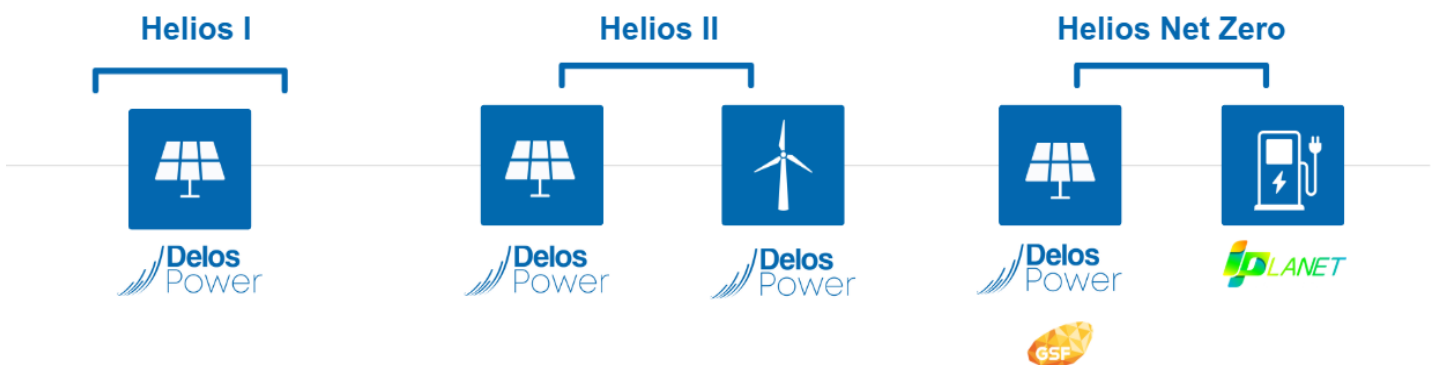 Helios I
Helios II
Helios Net Zero
Delos
Power
Delos
Power
Delos
Power
Delos
Power
PLANET
GSF